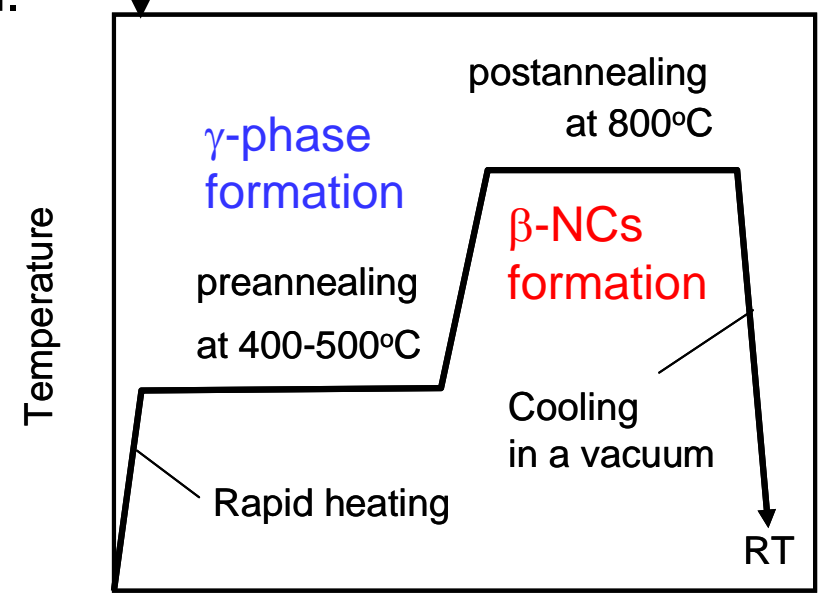 postannealing
at 800°C
γ-phase
formation
β-NCs
formation
preannealing
at 400-500°C
Temperature
Cooling
in a vacuum
Rapid heating
RT